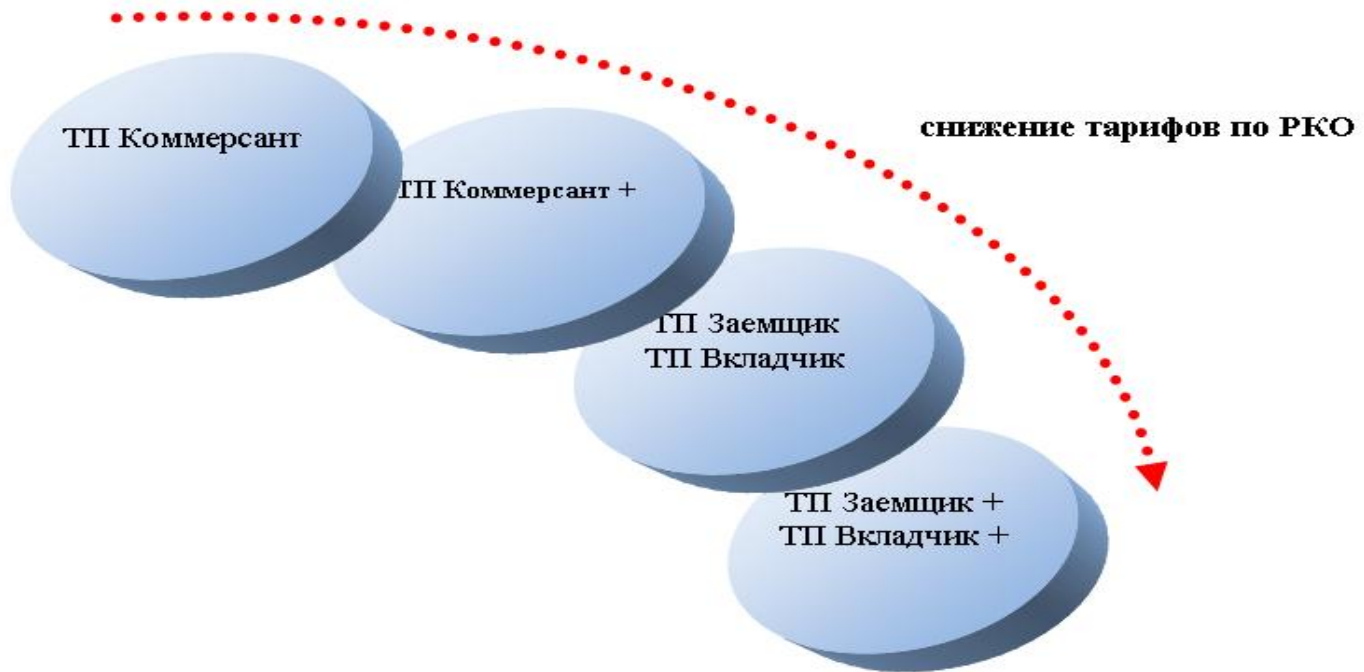 ТП Коммерсант
снижение тарифов по РКО
ТП Коммерсант +
ТП Заемщик
ТП Вкладчик
ТП Заемщик +
ТП Вкладчик +